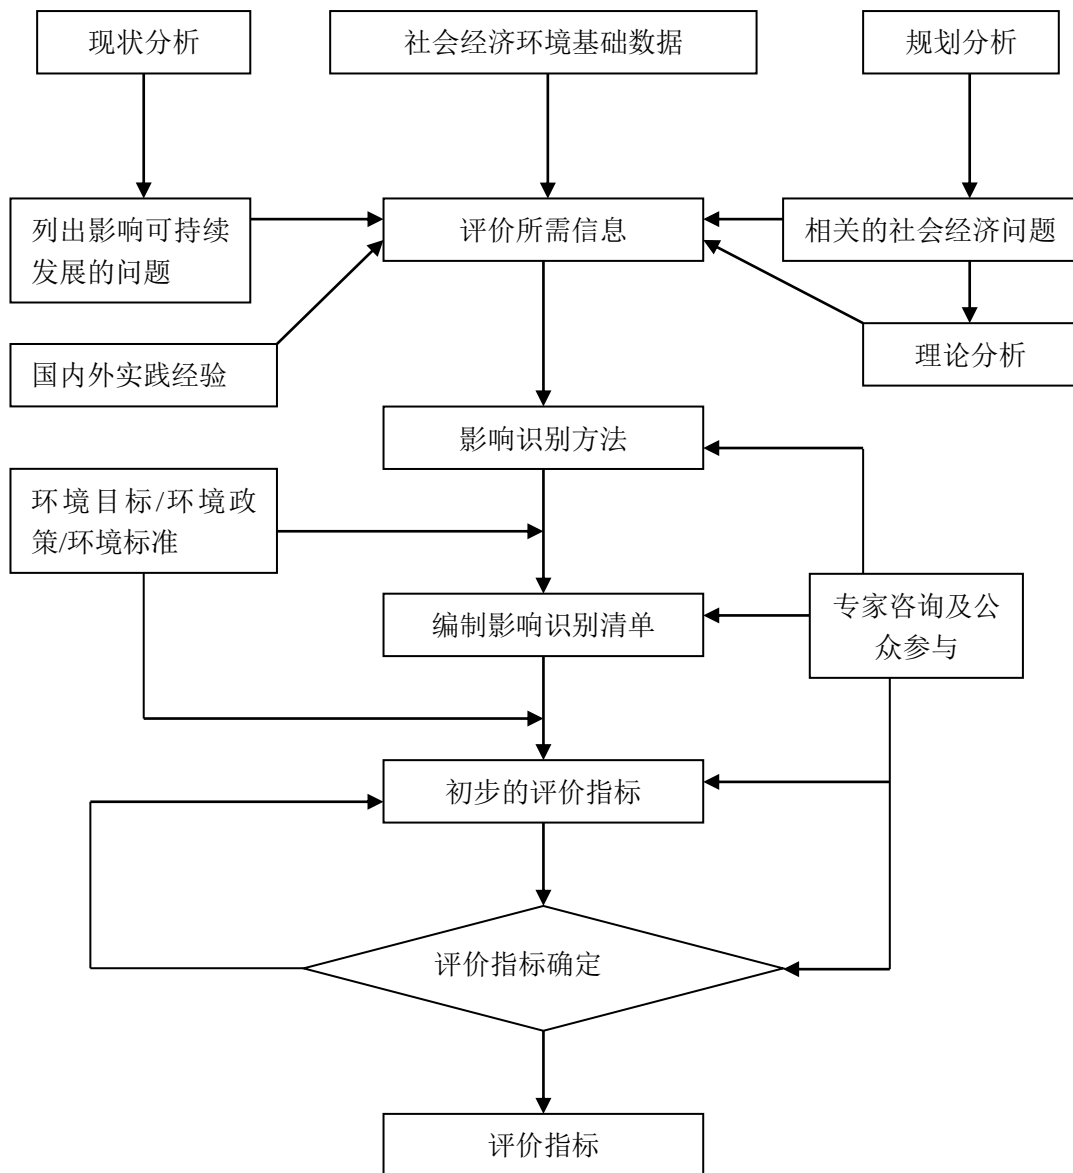 现状分析
社会经济环境基础数据
规划分析
列出影响可持续
发展的问题
评价所需信息
相关的社会经济问题
国内外实践经验
理论分析
影响识别方法
环境目标/环境政
策/环境标准
编制影响识别清单
专家咨询及公
众参与
初步的评价指标
评价指标确定
评价指标